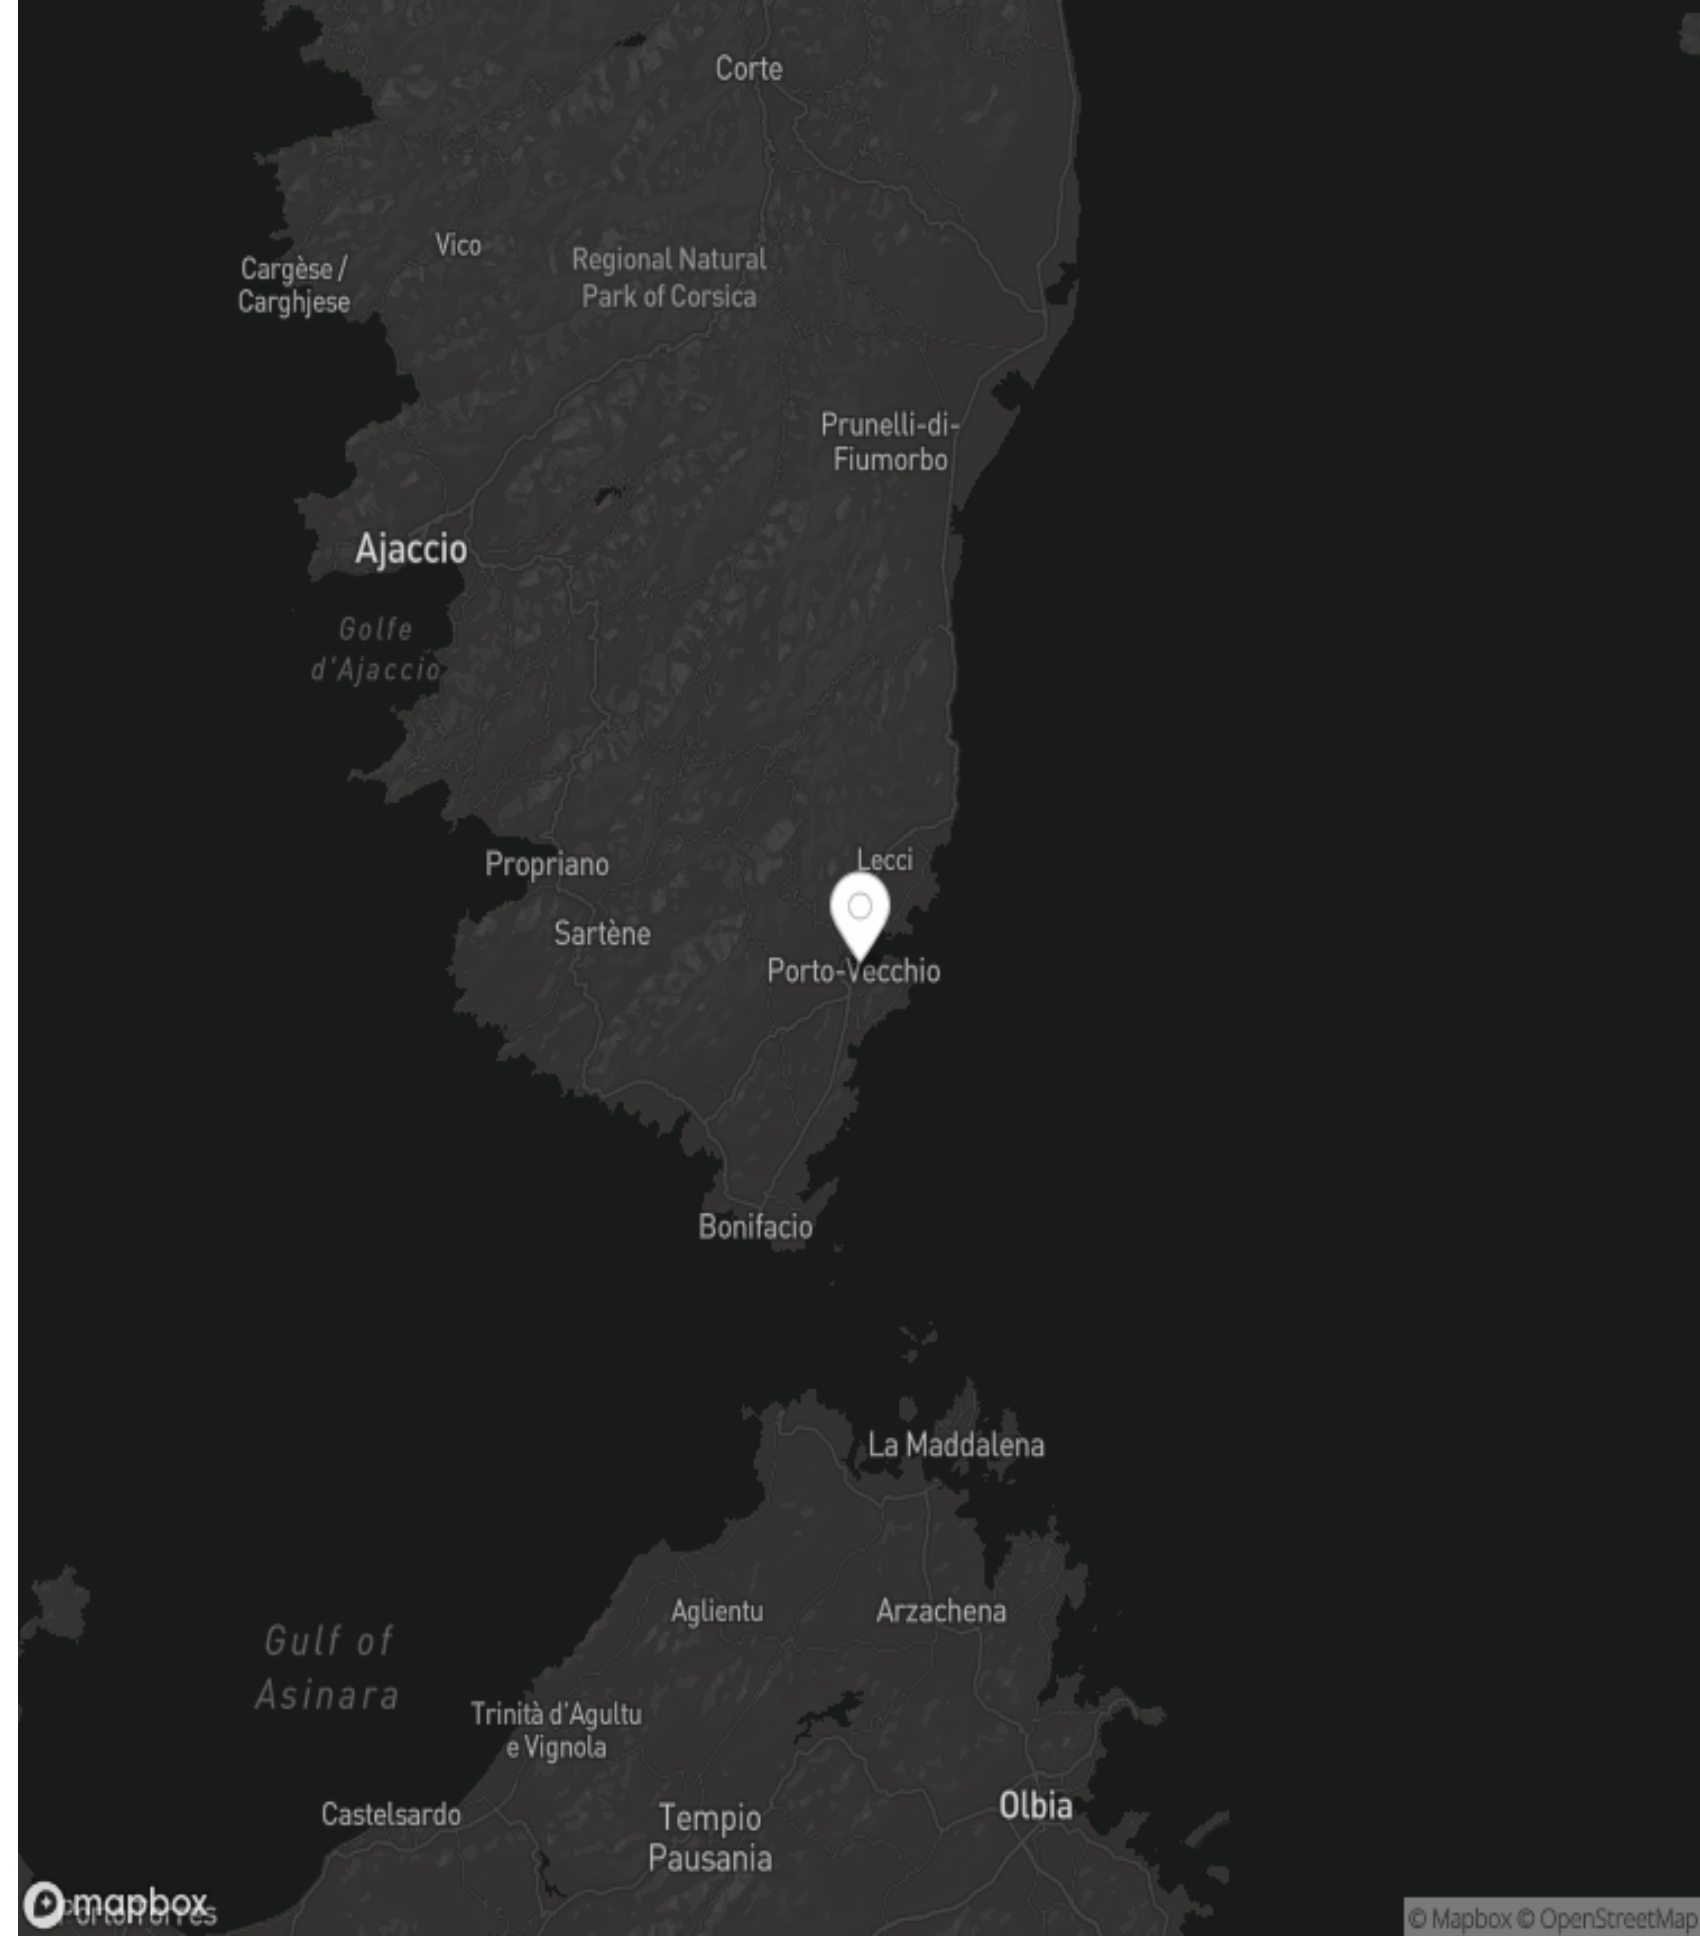 Corte
Vico
Regional Natural
Park of Corsica
Cargèse /
Carghjese
Prunelli-di-
Fiumorbo
Ajaccio
Golfe
d'Ajaccio
Lecci
Propriano
Sartène
Porto-Vecchio
Bonifacio
La Maddalena
Aglientu
Arzachena
Gulf of
Asinara
Trinità d'Agultu
e Vignola
Castelsardo
Tempio
Pausania
Olbia
mapbox
Porto Torres
© Mapbox © OpenStreetMap